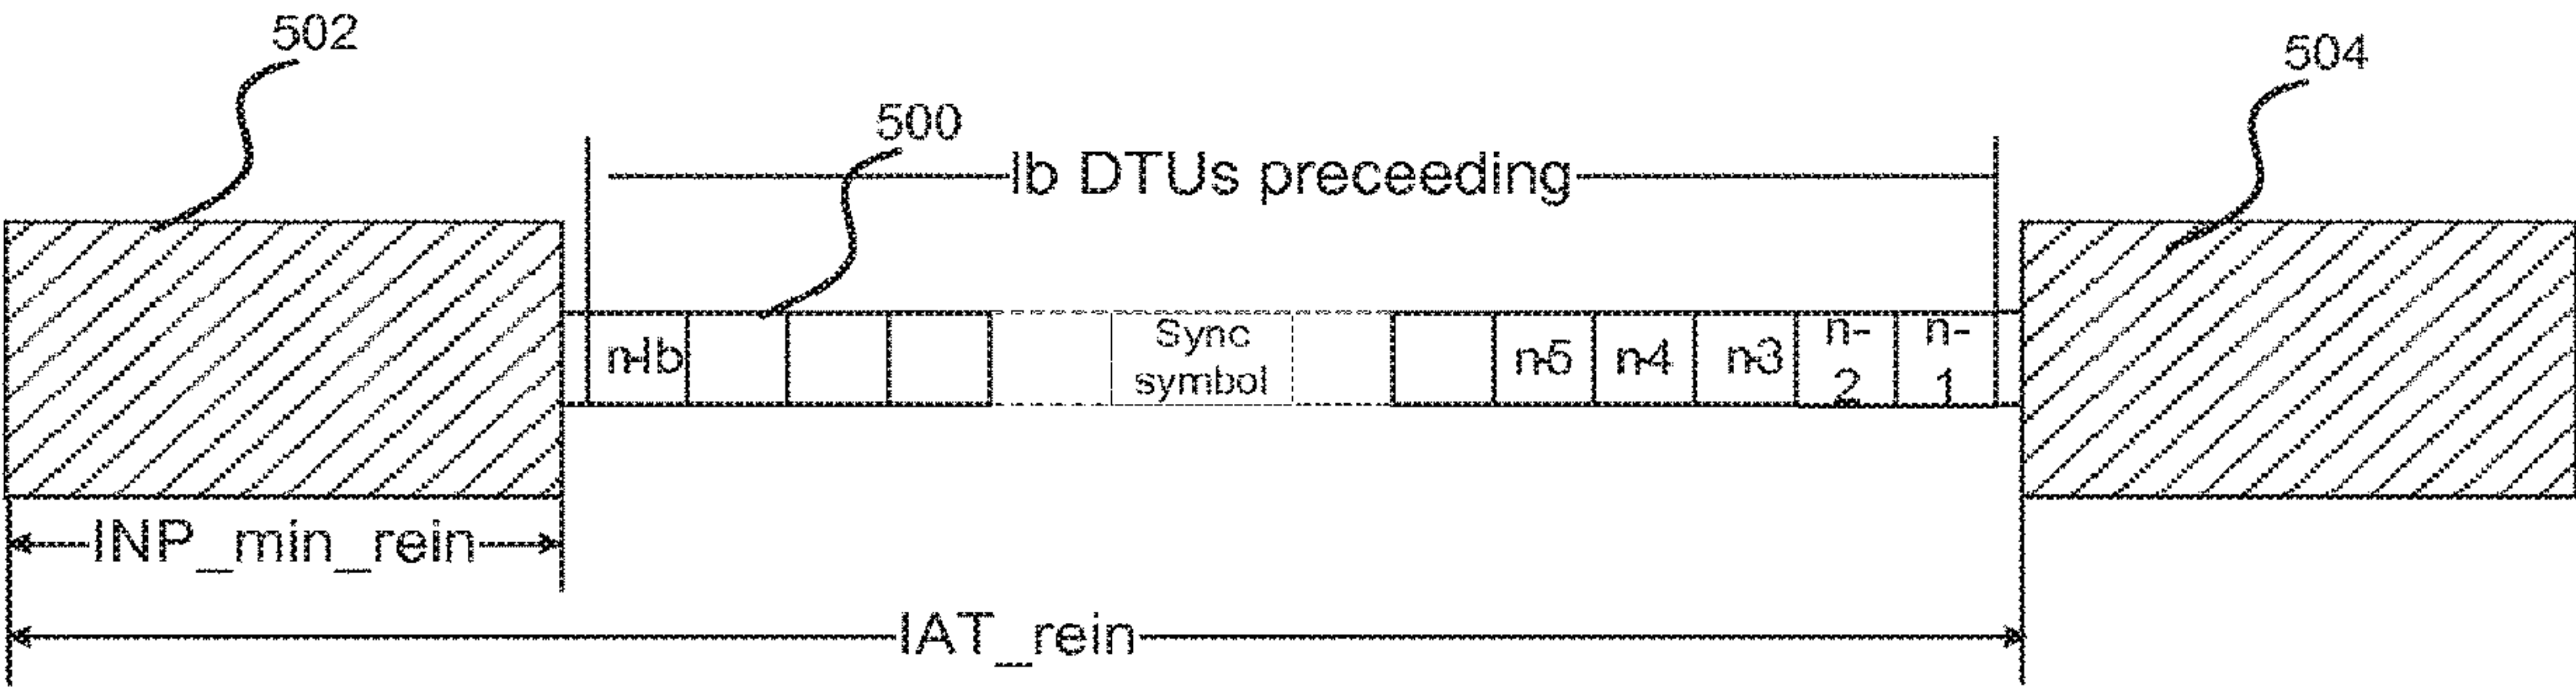 502
504
500
lb DTUs preceeding
n-lb
Sync
symbol
n-5
n-4
n-3
n-
2
n-
1
INP_min_rein
IAT_rein